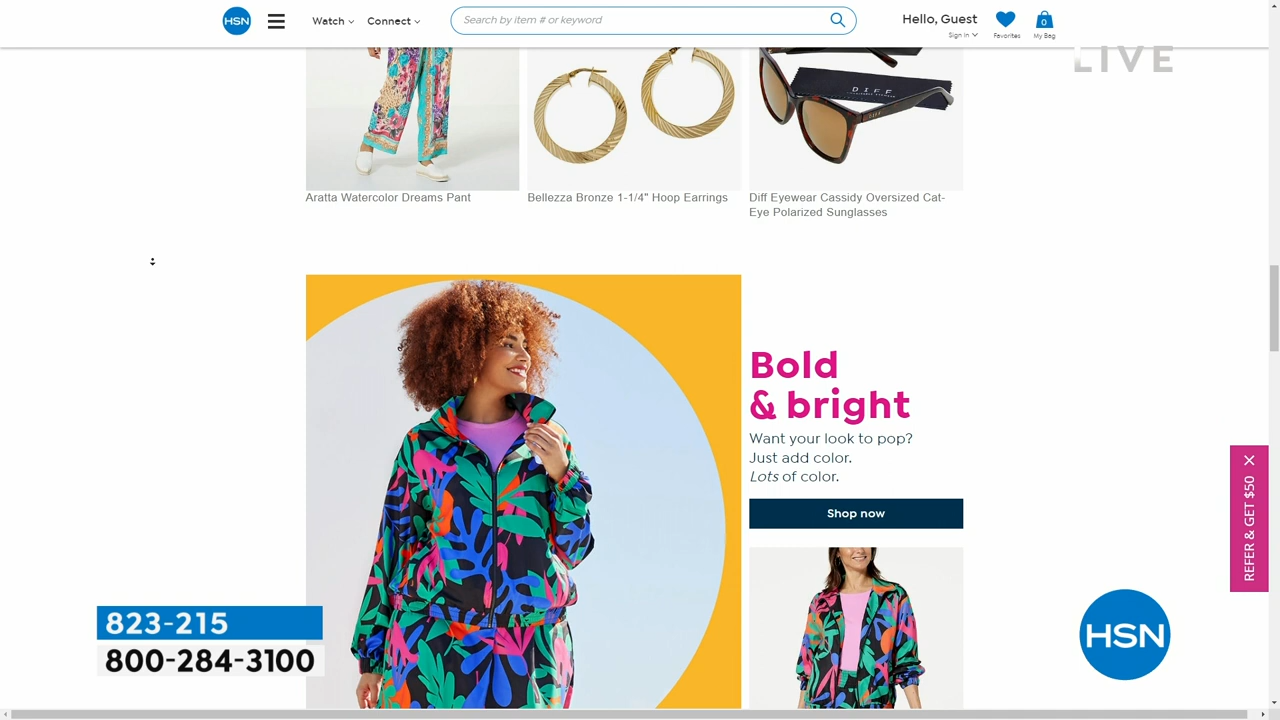 HSN
Watch
Connect
Search by item # or keyword
Hello, Guest
Sign In
Favorites
0
My Bag
LIVE
DIFF
Aratta Watercolor Dreams Pant
Bellezza Bronze 1-1/4" Hoop Earrings
Diff Eyewear Cassidy Oversized Cat-
Eye Polarized Sunglasses
Bold
& bright
Want your look to pop?
Just add color.
Lots of color.
Shop now
REFER & GET $50
823-215
800-284-3100
HSN